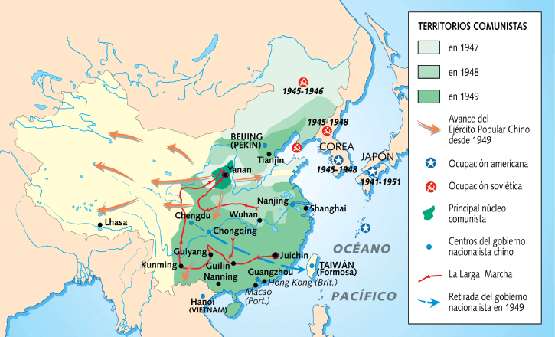 TERRITORIOS COMUNISTAS
en 1947
en 1948
en 1949
Avance del
Ejército Popular Chino
desde 1949
Ocupación americana
Ocupación soviética
Principal núcleo
comunista
Centros del gobierno
nacionalista chino
La Larga Marcha
Retirada del gobierno
nacionalista en 1949
1945-1946
1945-1948
BEIJING
(PEKÍN)
Tianjin
COREA
1945-1948
JAPÓN
1941-1951
Yanan
Nanjing
Shanghai
Lhasa
Chengdu
Wuhan
Chongqing
OCÉANO
Guiyang
Juichin
Kunming
Guilin
TAIWÁN
(Formosa)
Nanning
Guangzhou
Hong Kong (Brit.)
Macao
(Port.)
PACÍFICO
Hanoi
(VIETNAM)